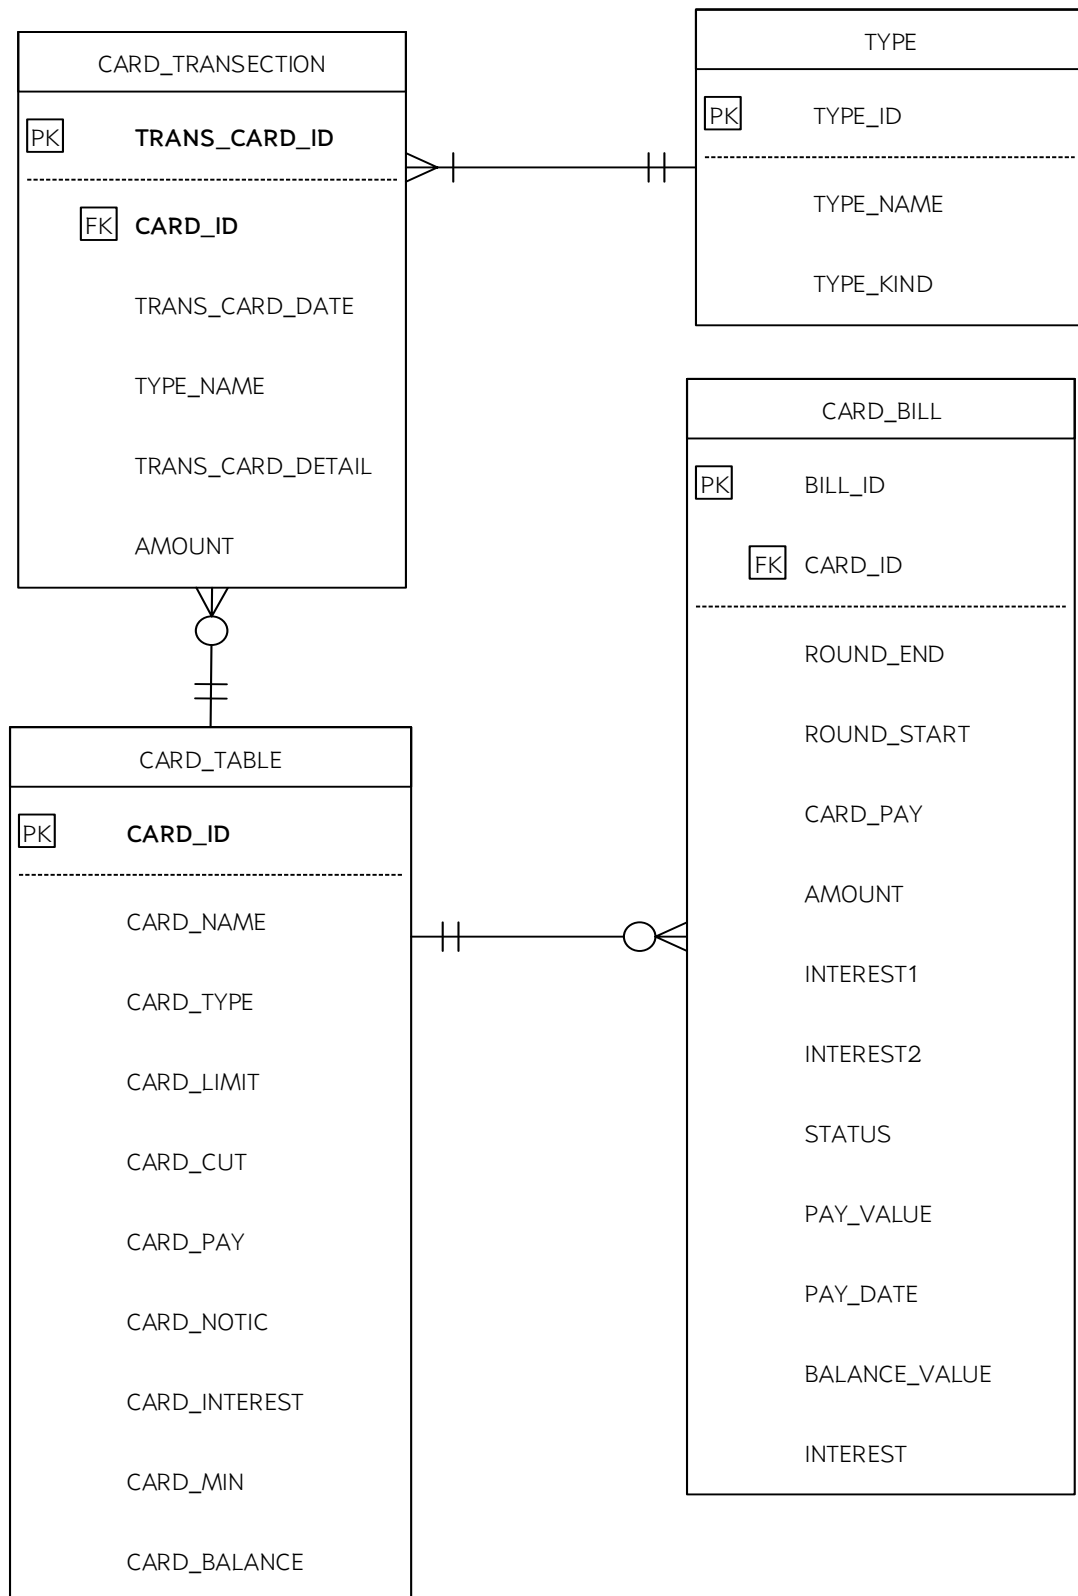 CARD_TRANSECTION
PK TRANS_CARD_ID
FK CARD_ID
TRANS_CARD_DATE
TYPE_NAME
TRANS_CARD_DETAIL
AMOUNT
TYPE
PK TYPE_ID
TYPE_NAME
TYPE_KIND
CARD_BILL
PK BILL_ID
FK CARD_ID
ROUND_END
ROUND_START
CARD_PAY
AMOUNT
INTEREST1
INTEREST2
STATUS
PAY_VALUE
PAY_DATE
BALANCE_VALUE
INTEREST
CARD_TABLE
PK CARD_ID
CARD_NAME
CARD_TYPE
CARD_LIMIT
CARD_CUT
CARD_PAY
CARD_NOTIC
CARD_INTEREST
CARD_MIN
CARD_BALANCE